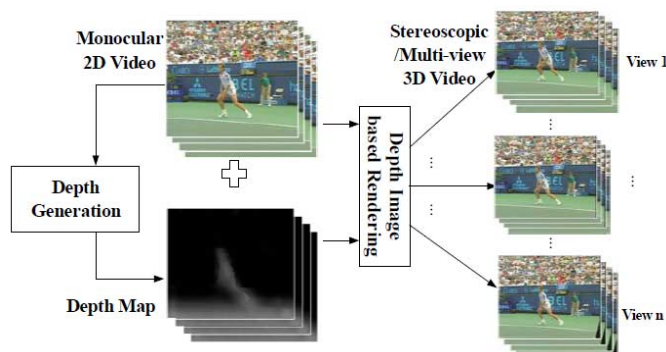 Monocular
2D Video
Stereoscopic
/Multi-view
3D Video
View 1
Depth
Generation
Depth Image
based Rendering
...
...
...
...
...
Depth Map
View n